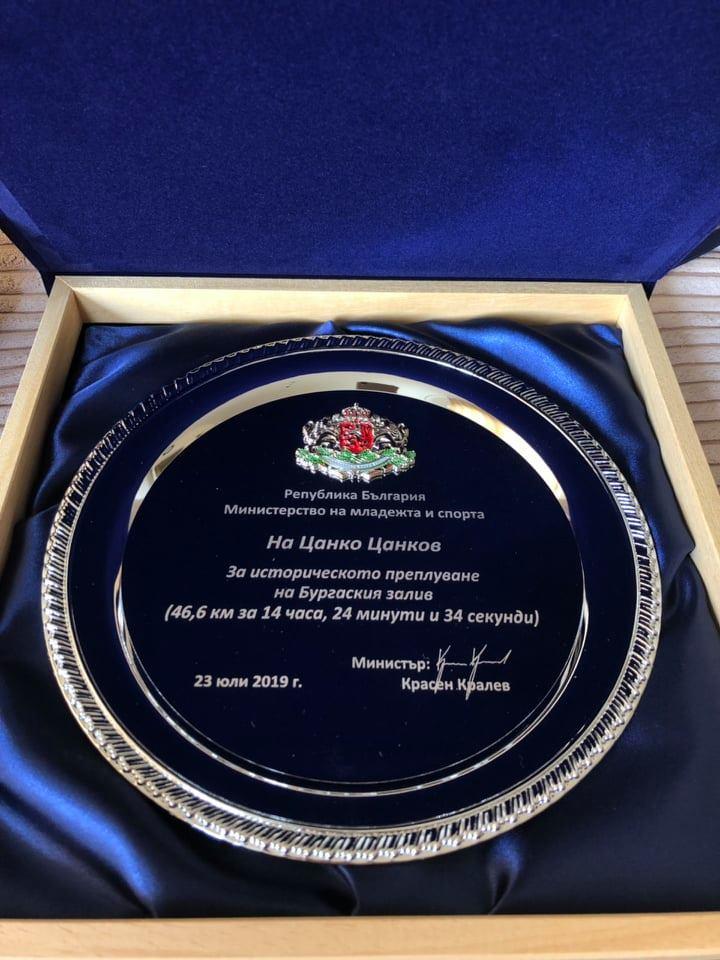 Република България
Министерство на младежта и спорта
На Цанко Цанков
За историческото преплуване
на Бургаския залив
(46,6 км за 14 часа, 24 минути и 34 секунди)
Министър:
23 юли 2019 г.
Красен Кралев